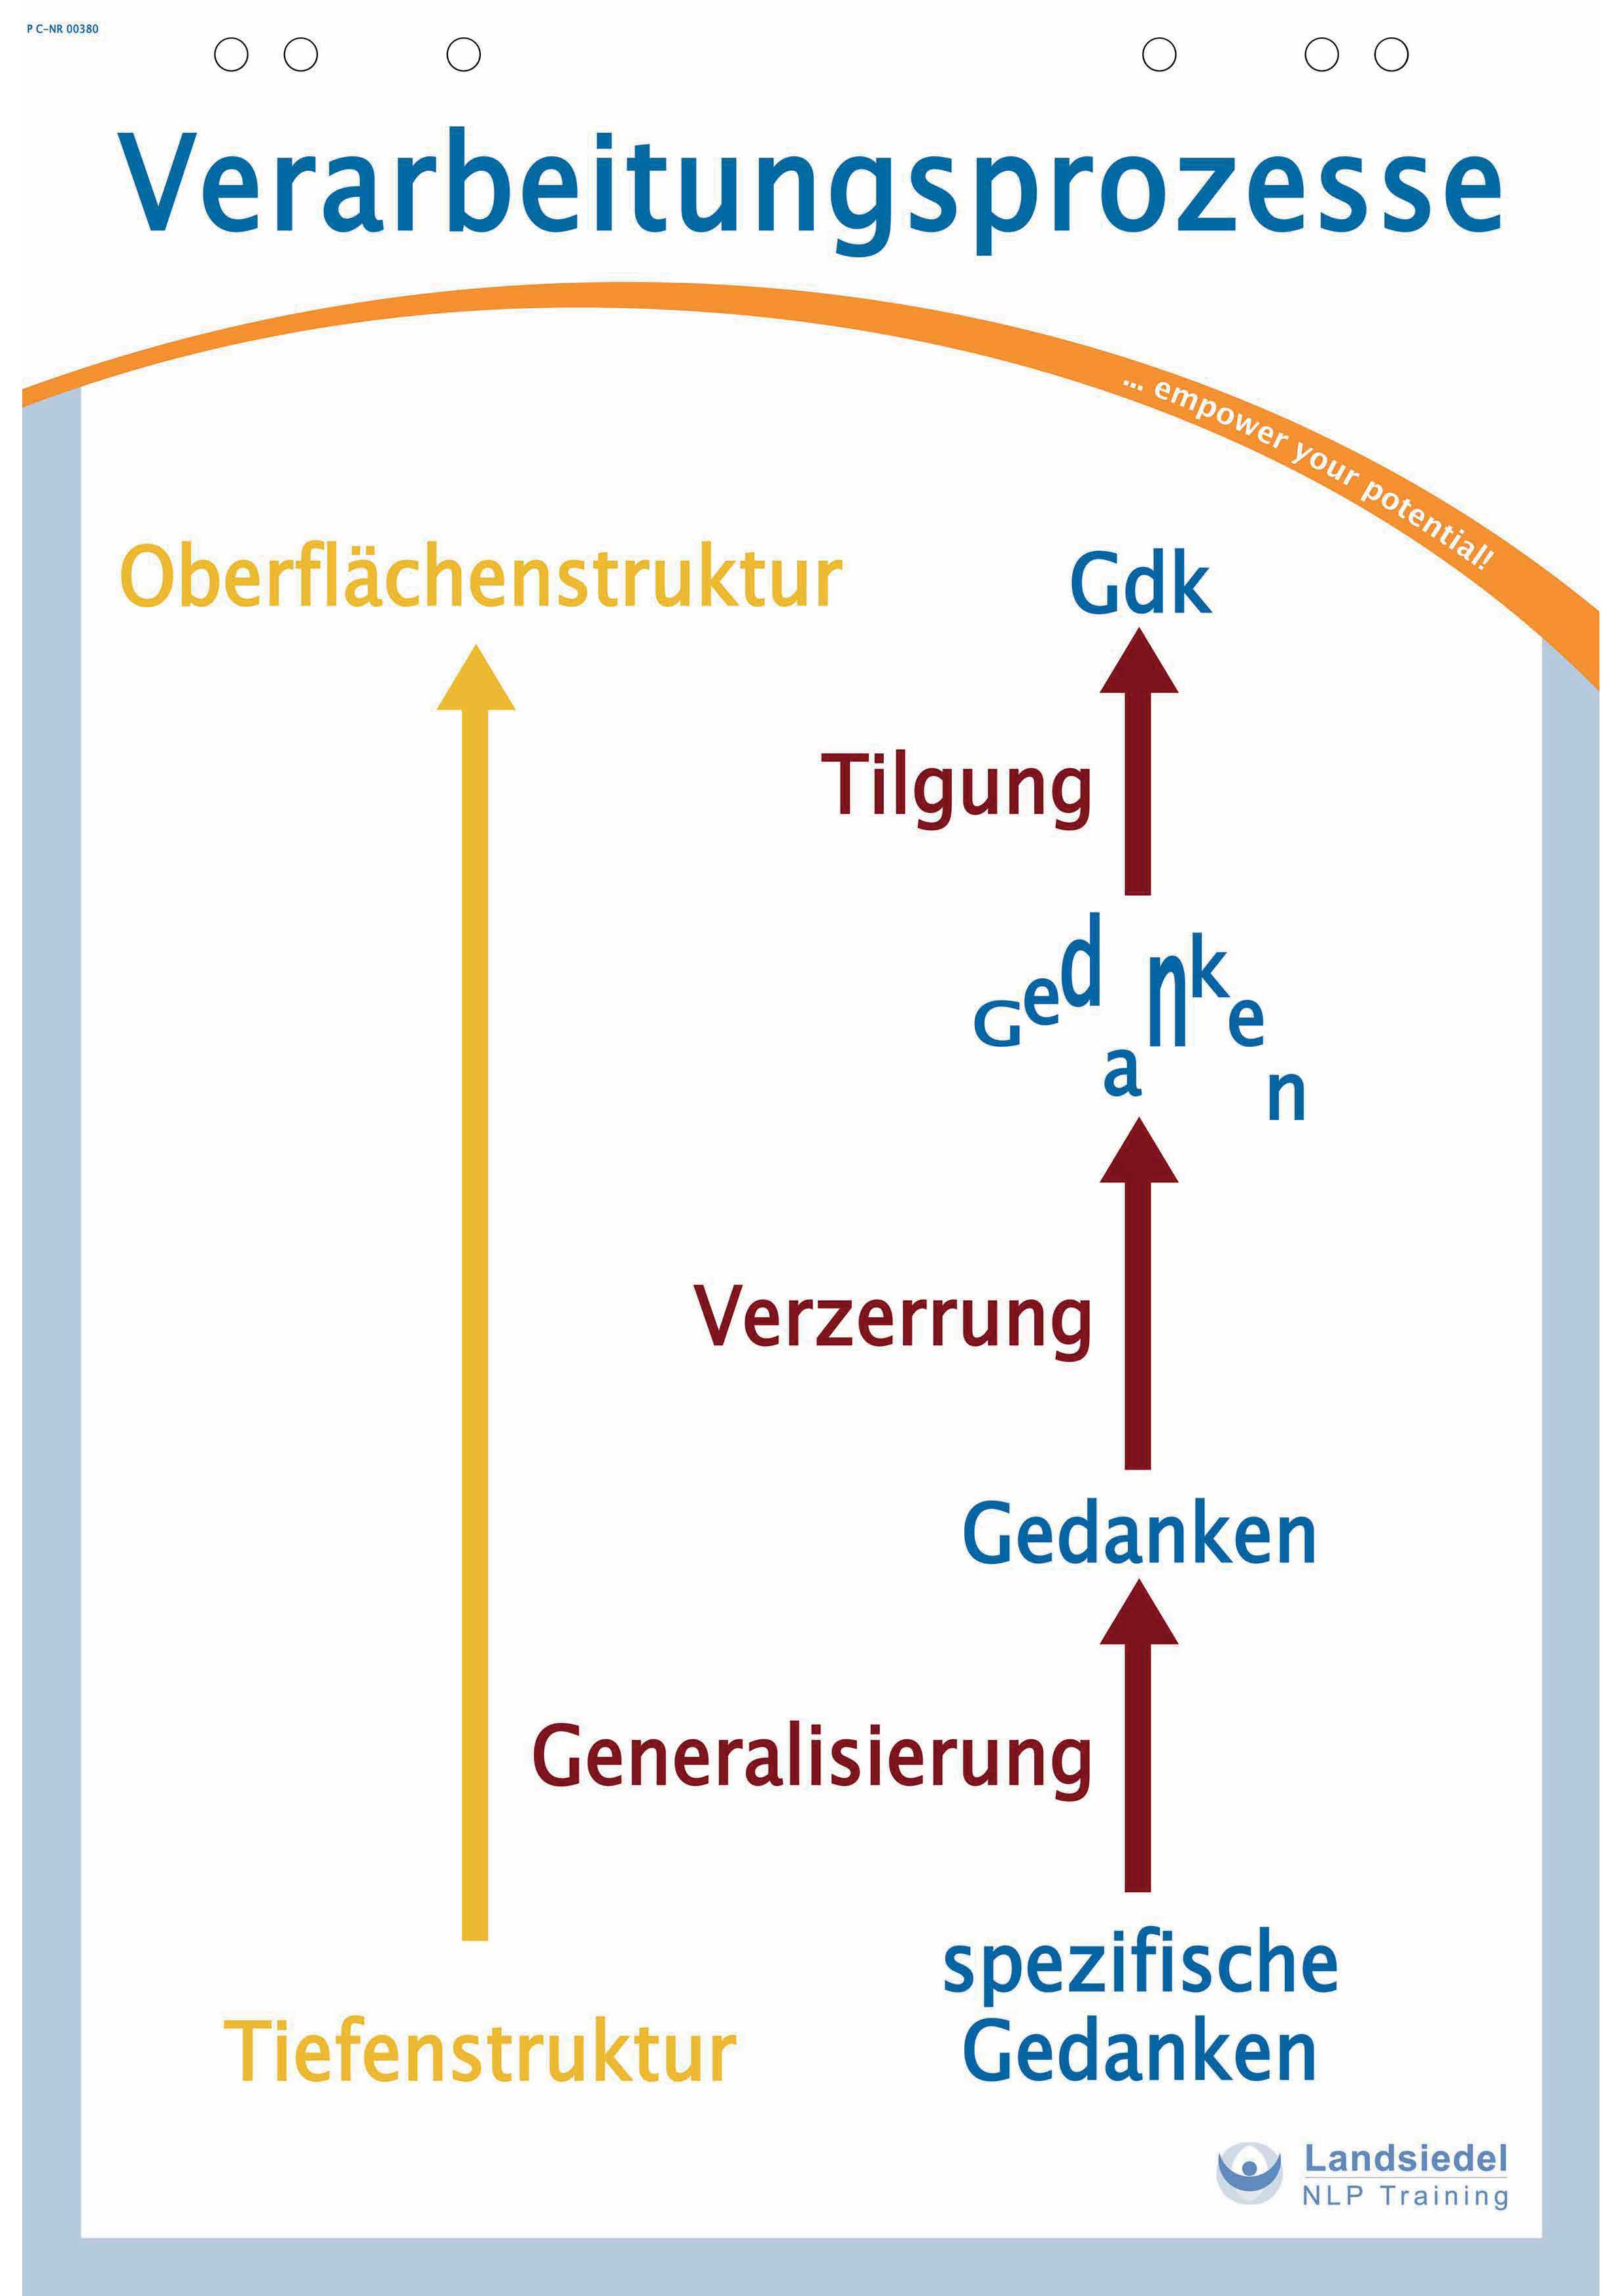 P C-NR 00380
Verarbeitungsprozesse
... empower your potential!
Oberflächenstruktur
Gdk
Tilgung
Gedanken
Verzerrung
Gedanken
Generalisierung
spezifische
Gedanken
Tiefenstruktur
Landsiedel
NLP Training